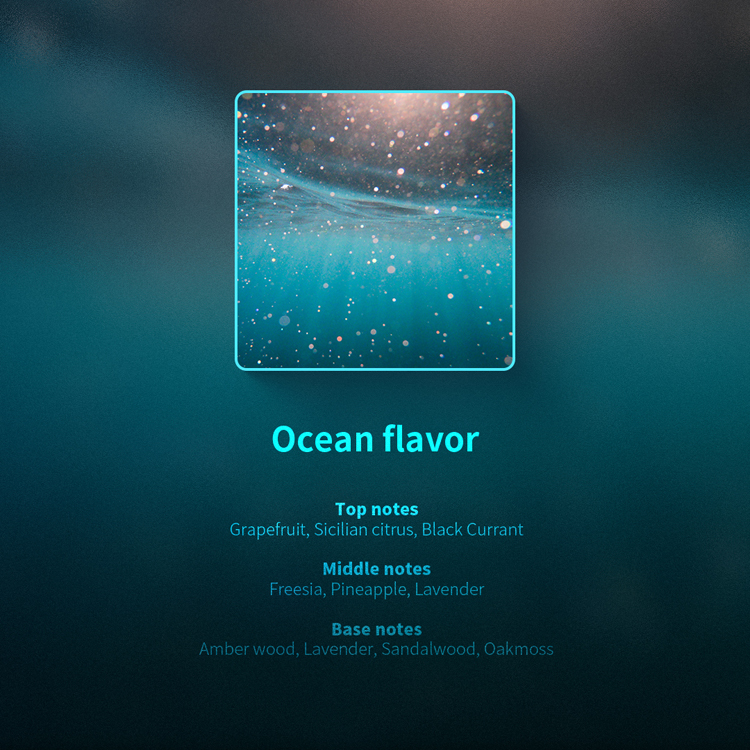 Ocean flavor
Top notes
Grapefruit, Sicilian citrus, Black Currant
Middle notes
Freesia, Pineapple, Lavender
Base notes
Amber wood, Lavender, Sandalwood, Oakmoss